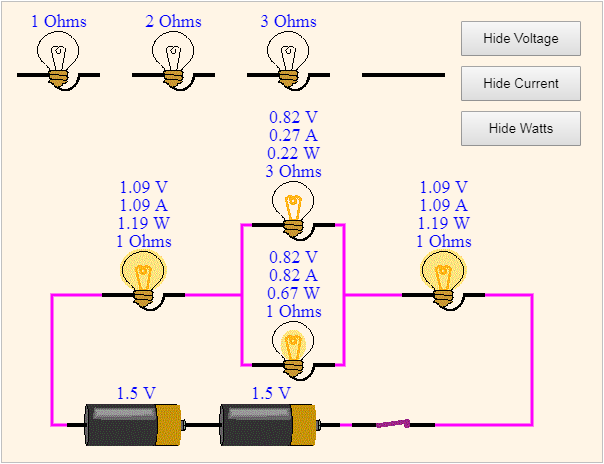 1 Ohms
2 Ohms
3 Ohms
Hide Voltage
Hide Current
Hide Watts
0.82 V
0.27 A
0.22 W
3 Ohms
1.09 V
1.09 A
1.19 W
1 Ohms
0.82 V
0.82 A
0.67 W
1 Ohms
1.09 V
1.09 A
1.19 W
1 Ohms
1.5 V
1.5 V